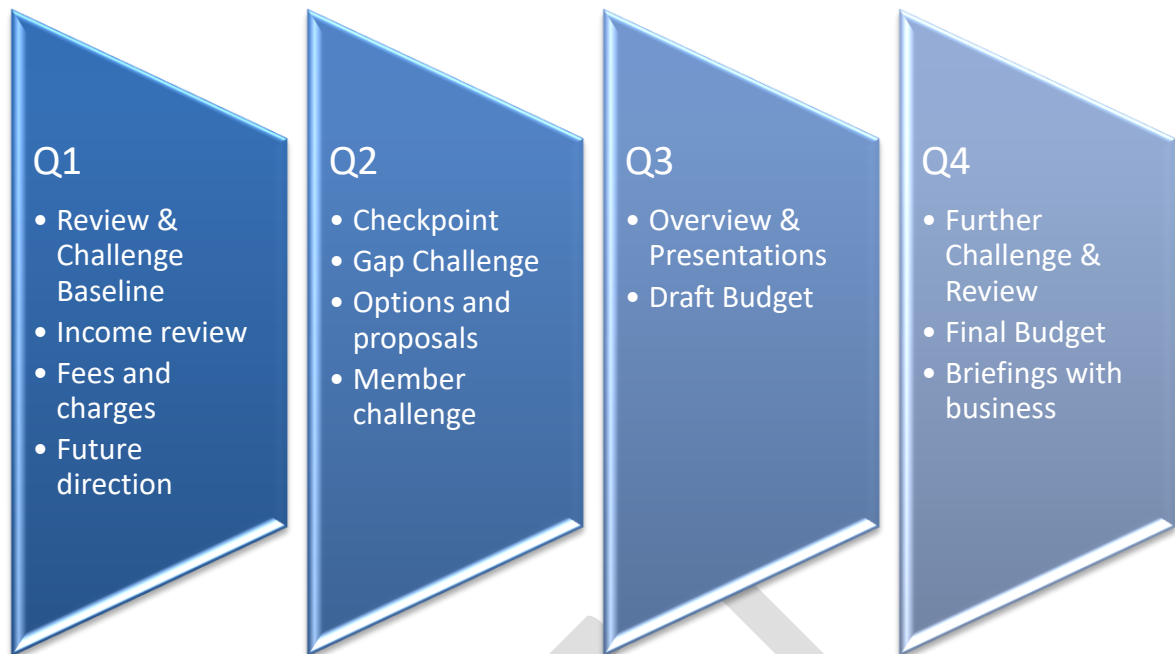 Q1
• Review &
Challenge
Baseline
• Income review
• Fees and
charges
• Future
direction
Q2
• Checkpoint
• Gap Challenge
• Options and
proposals
• Member
challenge
Q3
• Overview &
Presentations
• Draft Budget
Q4
• Further
Challenge &
Review
• Final Budget
• Briefings with
business